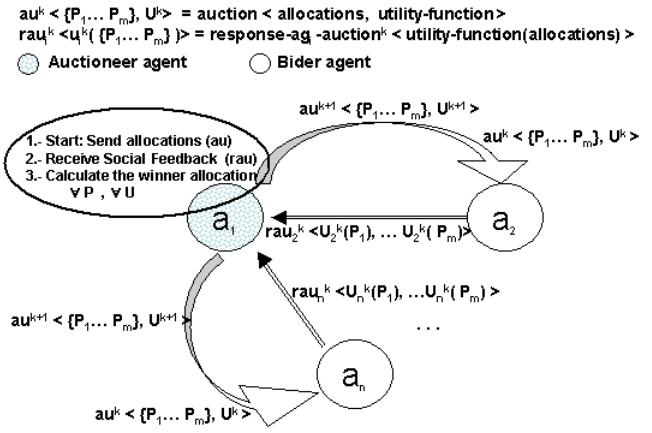 au^k < {P_1... P_m}, U^k> = auction < allocations, utility-function>
rau_i^k <u_i^k( {P_1... P_m} )> = response-ag_i -auction^k < utility-function(allocations) >
Auctioneer agent
Bider agent
au^k+1 < {P_1... P_m}, U^k+1 >
au^k < {P_1... P_m}, U^k >
1.- Start: Send allocations (au)
2.- Receive Social Feedback (rau)
3.- Calculate the winner allocation
∀ P , ∀ U
a_1
a_2
rau_2^k <U_2^k(P_1), ... U_2^k( P_m)>
rau_n^k <U_n^k(P_1), ...U_n^k( P_m) >
au^k+1 < {P_1... P_m}, U^k+1 >
. . .
a_n
au^k < {P_1... P_m}, U^k >